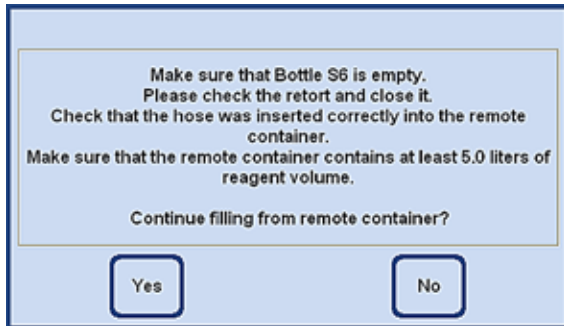 Make sure that Bottle S6 is empty.
Please check the retort and close it.
Check that the hose was inserted correctly into the remote
container.
Make sure that the remote container contains at least 5.0 liters of
reagent volume.
Continue filling from remote container?
Yes
No